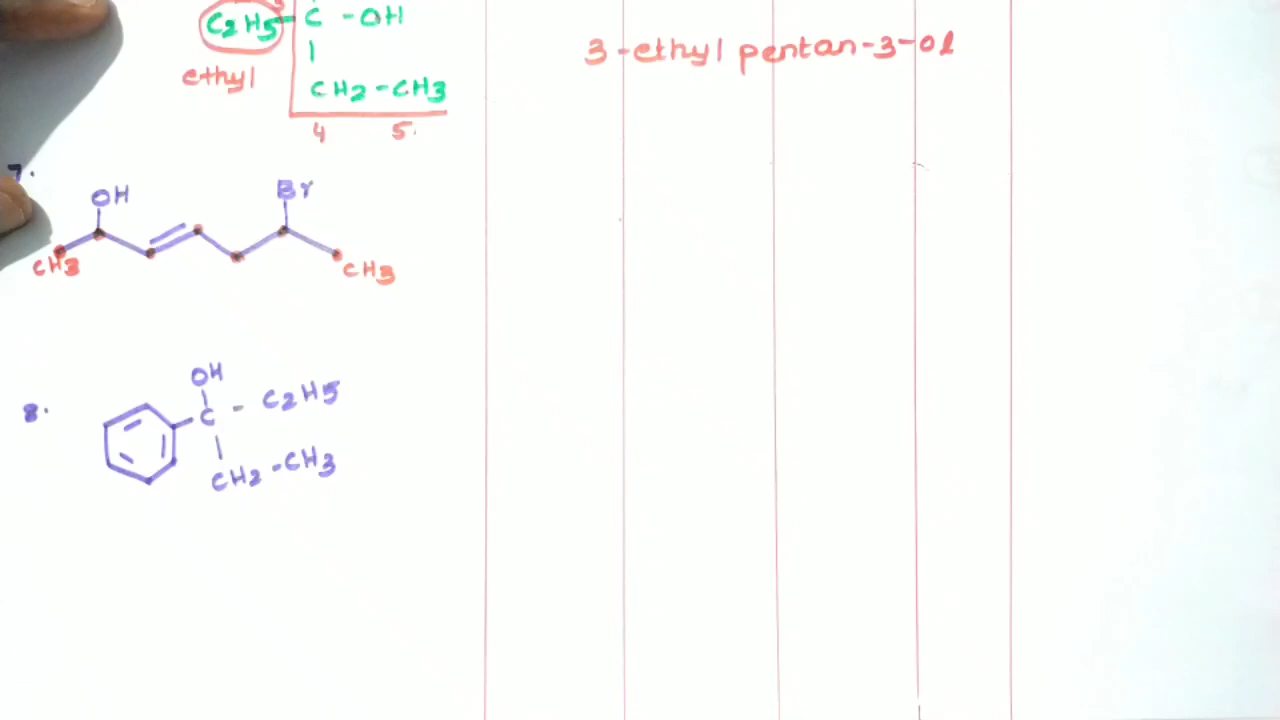 C2H5 - C - OH
ethyl
CH2 - CH3
4 5.
3-ethyl pentan-3-ol
7.
OH Br
CH3 CH3
8.
OH
C - C2H5
CH2 - CH3